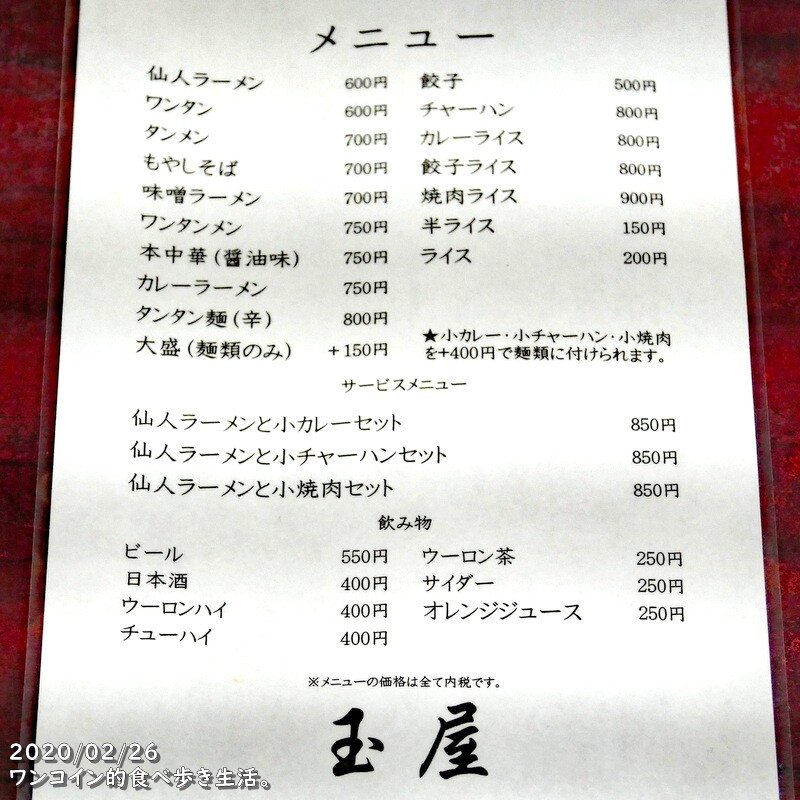 メニュー
仙人ラーメン 600円 餃子 500円
ワンタン 600円 チャーハン 800円
タンメン 700円 カレーライス 800円
もやしそば 700円 餃子ライス 800円
味噌ラーメン 700円 焼肉ライス 900円
ワンタンメン 750円 半ライス 150円
本中華(醤油味) 750円 ライス 200円
カレーラーメン 750円
タンタン麺(辛) 800円
大盛(麺類のみ) +150円
★小カレー・小チャーハン・小焼肉
を+400円で麺類に付けられます。
サービスメニュー
仙人ラーメンと小カレーセット 850円
仙人ラーメンと小チャーハンセット 850円
仙人ラーメンと小焼肉セット 850円
飲み物
ビール 550円 ウーロン茶 250円
日本酒 400円 サイダー 250円
ウーロンハイ 400円 オレンジジュース 250円
チューハイ 400円
※メニューの価格は全て内税です。
玉屋
2020/02/26
ワンコイン的食べ歩き生活。